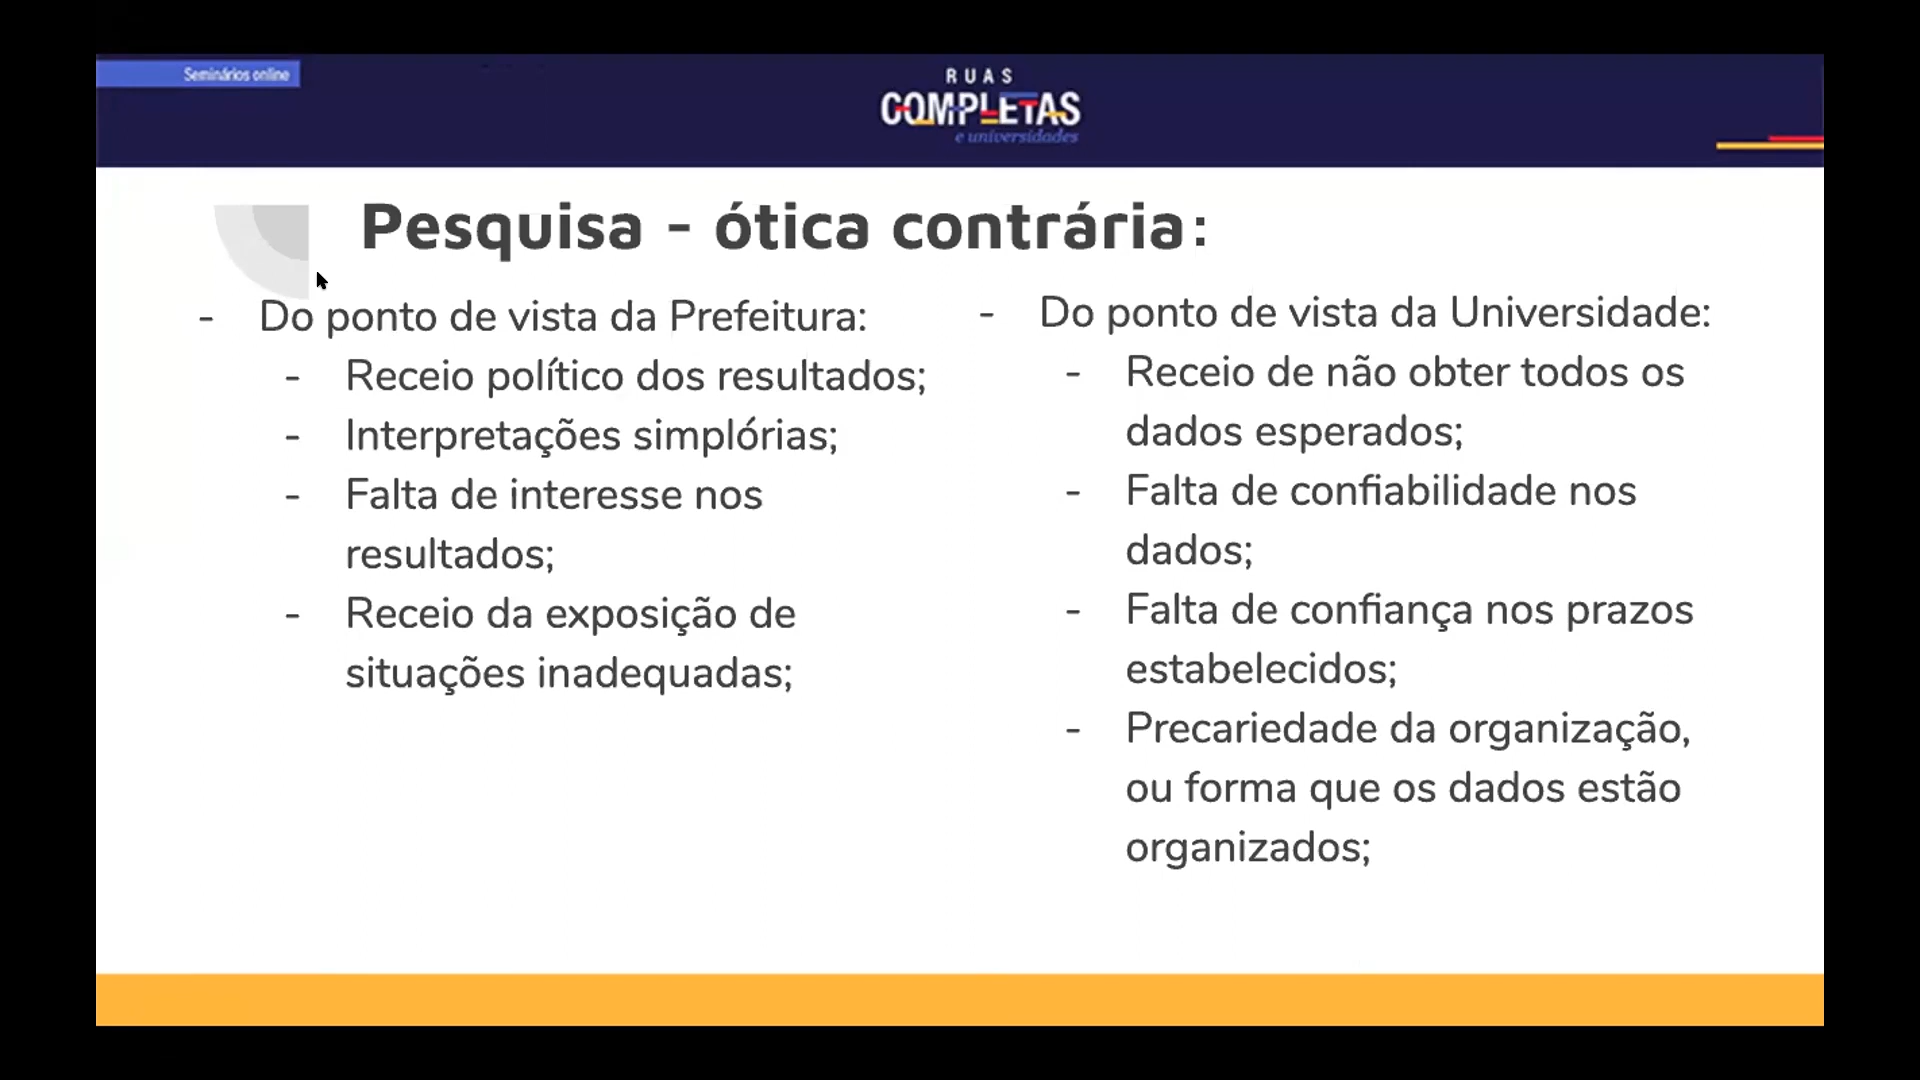 Seminários online
RUAS
COMPLETAS
e universidades
Pesquisa - ótica contrária:
- Do ponto de vista da Prefeitura:
- Receio político dos resultados;
- Interpretações simplórias;
- Falta de interesse nos
resultados;
- Receio da exposição de
situações inadequadas;
- Do ponto de vista da Universidade:
- Receio de não obter todos os
dados esperados;
- Falta de confiabilidade nos
dados;
- Falta de confiança nos prazos
estabelecidos;
- Precariedade da organização,
ou forma que os dados estão
organizados;